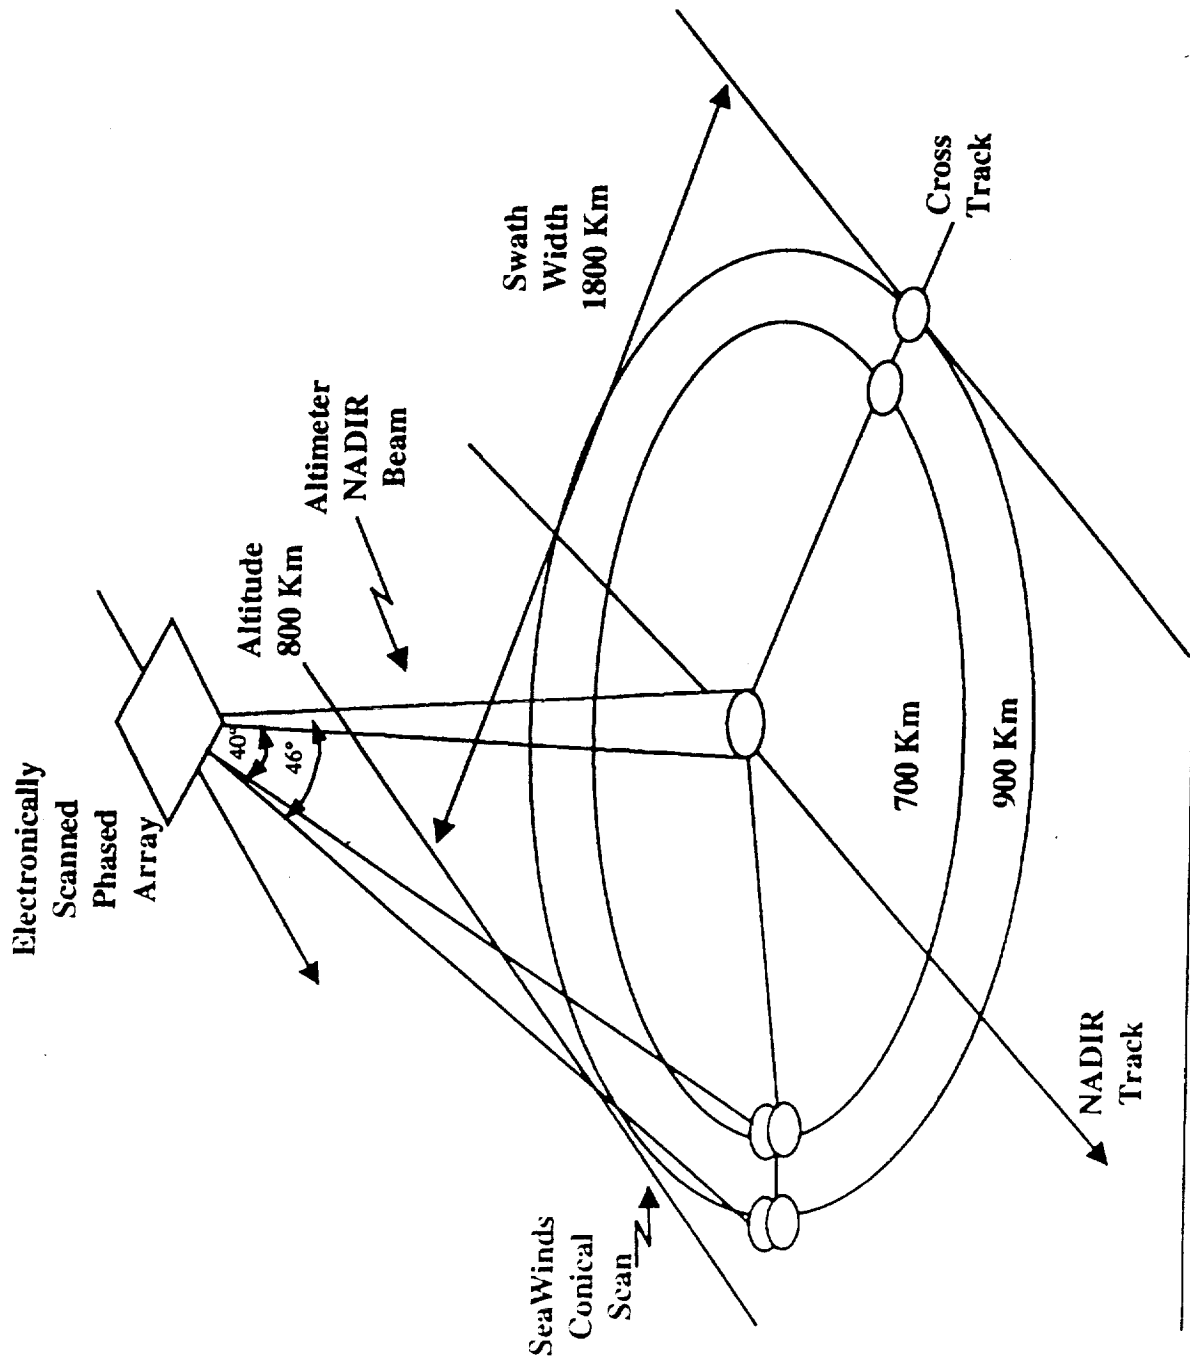 Electronically
Scanned
Phased
Array
Altitude
800 Km
Altimeter
NADIR
Beam
40°
46°
Swath
Width
1800 Km
SeaWinds
Conical
Scan
700 Km
900 Km
Cross
Track
NADIR
Track